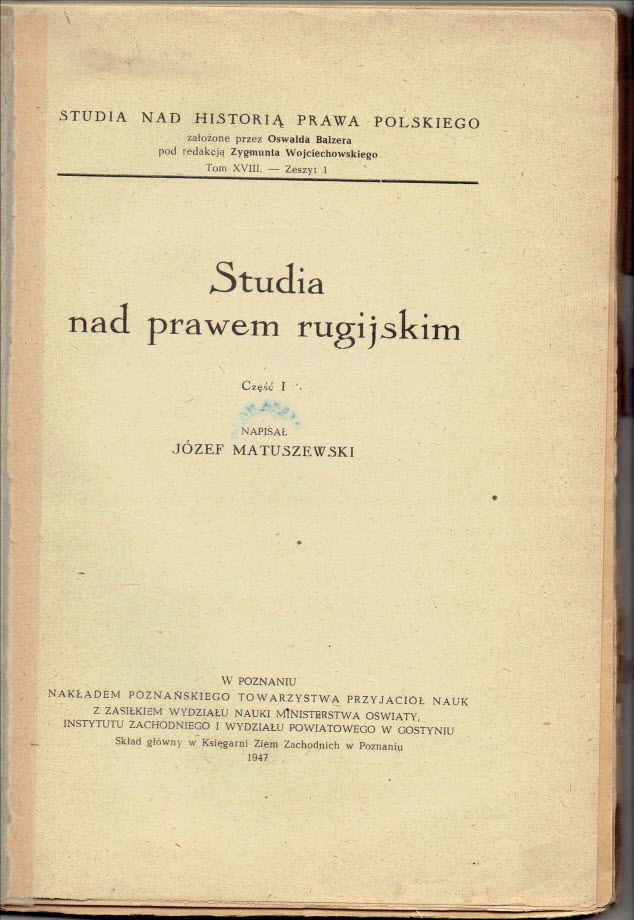 STUDIA NAD HISTORIĄ PRAWA POLSKIEGO
założone przez Oswalda Balzera
pod redakcją Zygmunta Wojciechowskiego
Tom XVIII. — Zeszyt 1
Studia
nad prawem rugijskim
Część I
NAPISAŁ
JÓZEF MATUSZEWSKI
W POZNANIU
NAKŁADEM POZNAŃSKIEGO TOWARZYSTWA PRZYJACIÓŁ NAUK
Z ZASIŁKIEM WYDZIAŁU NAUKI MINISTERSTWA OŚWIATY,
INSTYTUTU ZACHODNIEGO I WYDZIAŁU POWIATOWEGO W GOSTYNIU
Skład główny w Księgarni Ziem Zachodnich w Poznaniu
1947